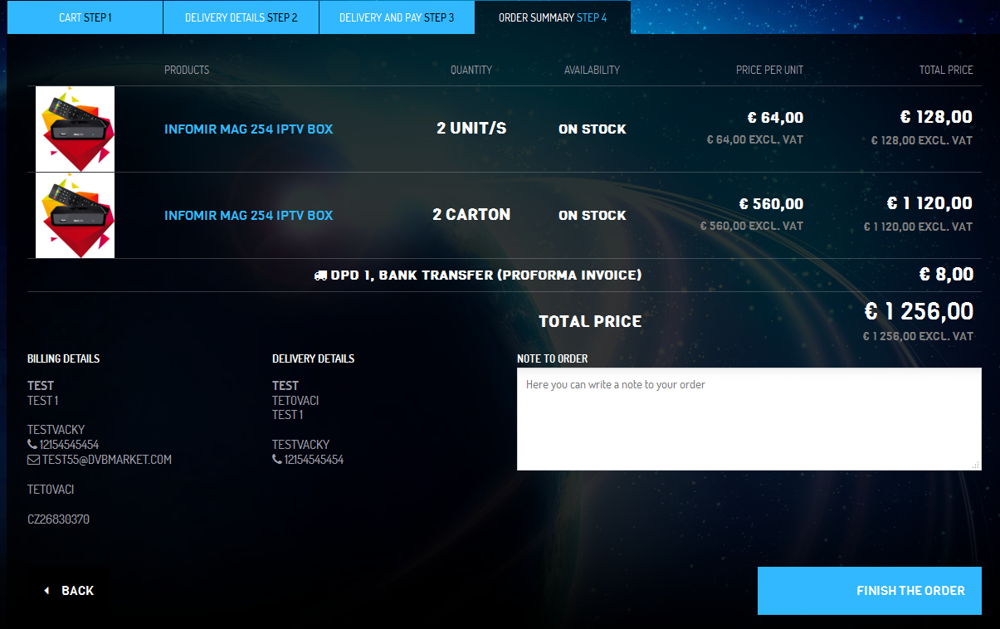 CART STEP 1
DELIVERY DETAILS STEP 2
DELIVERY AND PAY STEP 3
ORDER SUMMARY STEP 4
PRODUCTS QUANTITY AVAILABILITY PRICE PER UNIT TOTAL PRICE
INFOMIR MAG 254 IPTV BOX 2 UNIT/S ON STOCK € 64,00 € 128,00
€ 64,00 EXCL. VAT € 128,00 EXCL. VAT
INFOMIR MAG 254 IPTV BOX 2 CARTON ON STOCK € 560,00 € 1 120,00
€ 560,00 EXCL. VAT € 1 120,00 EXCL. VAT
DPD 1, BANK TRANSFER (PROFORMA INVOICE) € 8,00
TOTAL PRICE € 1 256,00
€ 1 256,00 EXCL. VAT
BILLING DETAILS
TEST
TEST 1
TESTVACKY
12154545454
TEST55@DVBMARKET.COM
TETOVACI
CZ26830370
DELIVERY DETAILS
TEST
TETOVACI
TEST 1
TESTVACKY
12154545454
NOTE TO ORDER
Here you can write a note to your order
BACK
FINISH THE ORDER